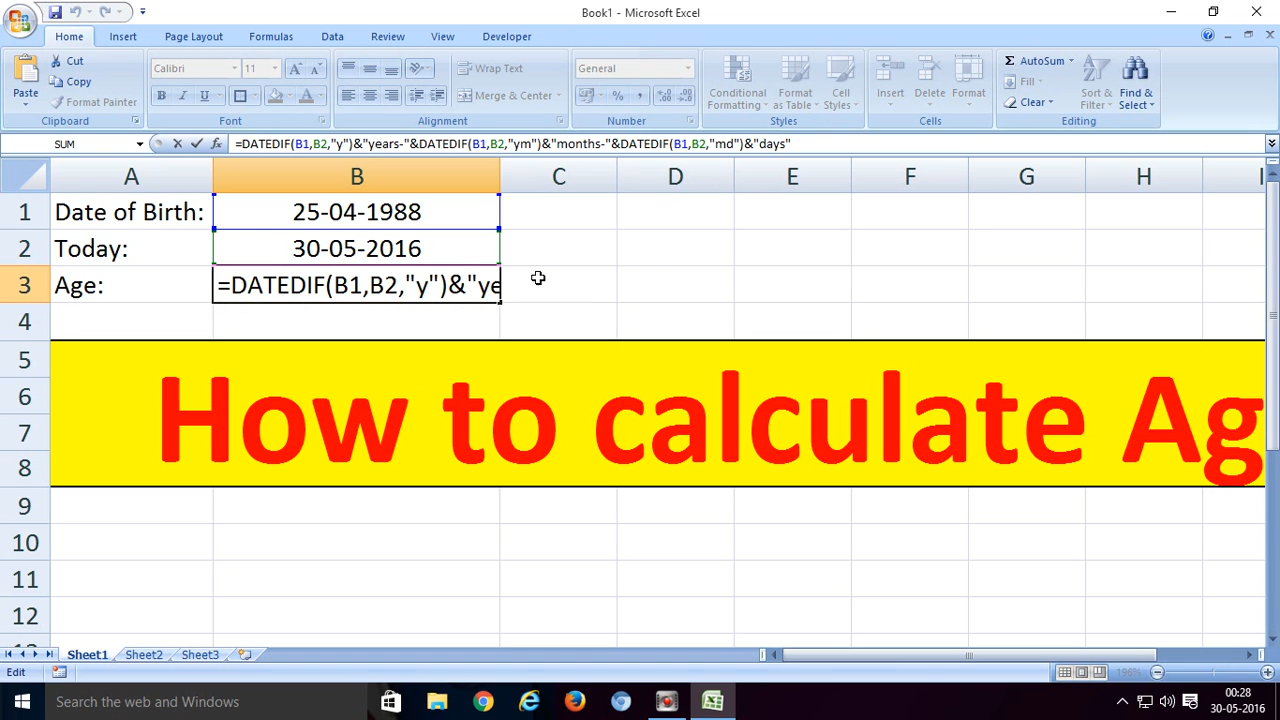 Book1 - Microsoft Excel
Home Insert Page Layout Formulas Data Review View Developer
Paste
Cut
Copy
Format Painter
Clipboard
Calibri 11
B I U
Font
Wrap Text
Merge & Center
Alignment
General
%
Number
Conditional Formatting
Format as Table
Cell Styles
Styles
Insert
Delete
Format
Cells
AutoSum
Fill
Clear
Sort & Filter
Find & Select
Editing
SUM
fx
=DATEDIF(B1,B2,"y")&"years-"&DATEDIF(B1,B2,"ym")&"months-"&DATEDIF(B1,B2,"md")&"days"
A B C D E F G H I
1 Date of Birth: 25-04-1988
2 Today: 30-05-2016
3 Age: =DATEDIF(B1,B2,"y")&"ye
4
5
6
7
8
How to calculate Ag
9
10
11
12
Sheet1 Sheet2 Sheet3
Edit
196%
Search the web and Windows
00:28
30-05-2016